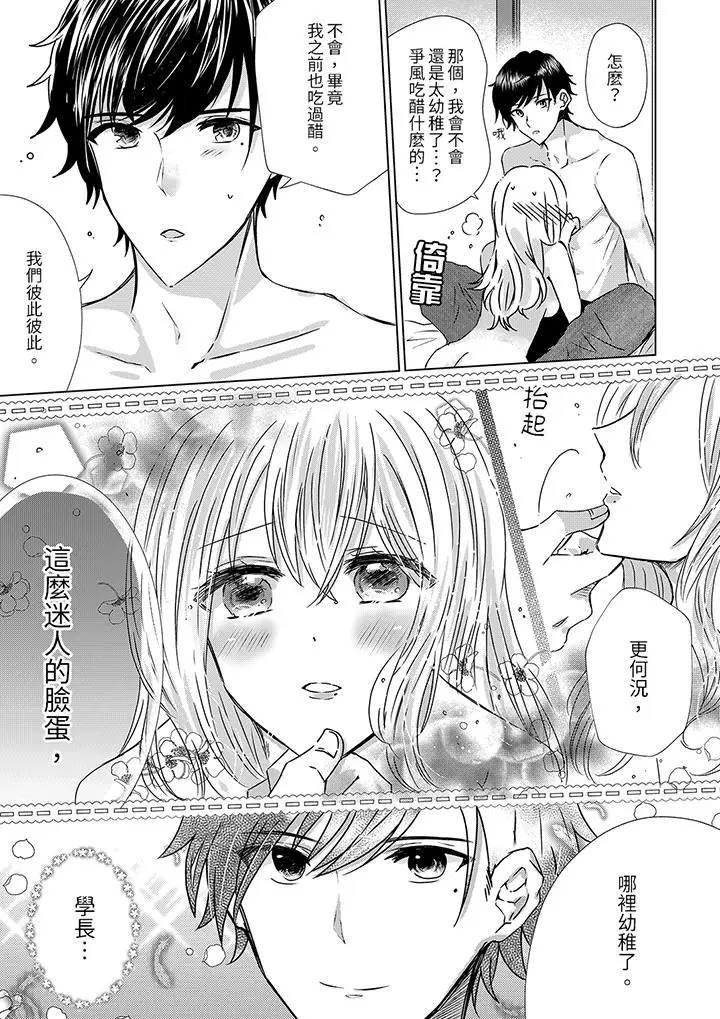 怎麼？
那個，我會不會
還是太幼稚了…？
爭風吃醋什麼的…
哦
倚靠
不會，畢竟
我之前也吃過醋。
我們彼此彼此。
抬起
更何況，
這麼迷人的臉蛋，
哪裡幼稚了。
學長…